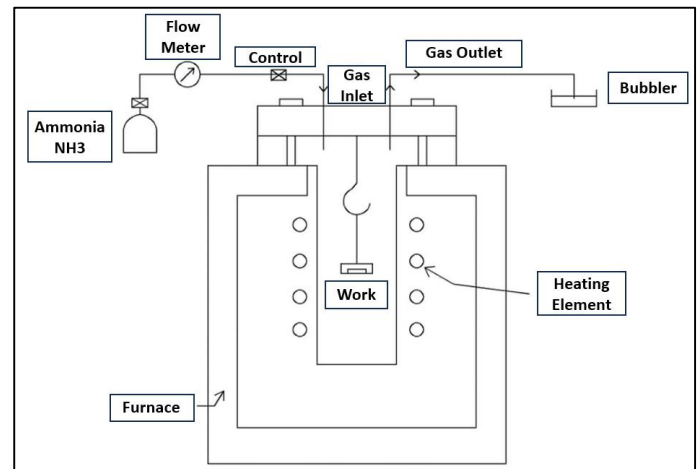 Flow
Meter
Control
Gas Outlet
Gas
Inlet
Bubbler
Ammonia
NH3
Work
Heating
Element
Furnace